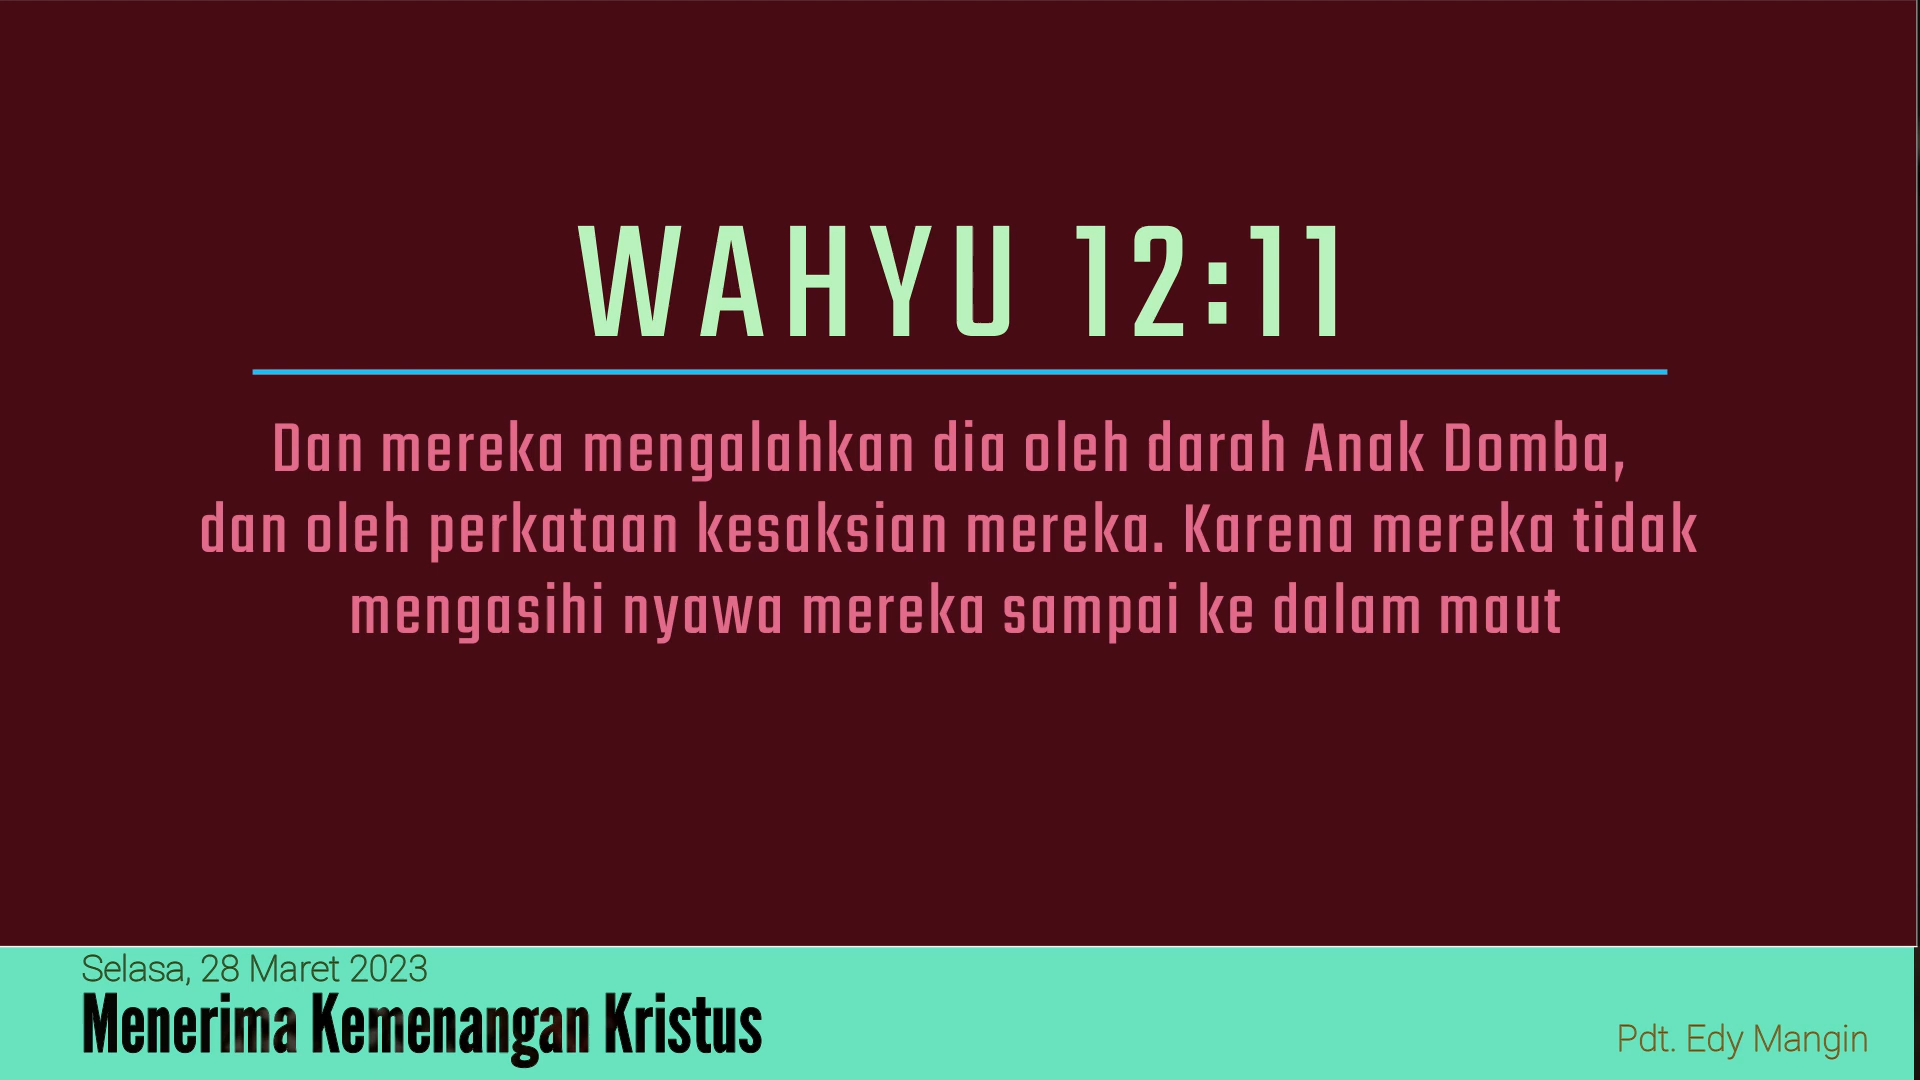 WAHYU 12:11
Dan mereka mengalahkan dia oleh darah Anak Domba,
dan oleh perkataan kesaksian mereka. Karena mereka tidak
mengasihi nyawa mereka sampai ke dalam maut
Selasa, 28 Maret 2023
Menerima Kemenangan Kristus
Pdt. Edy Mangin